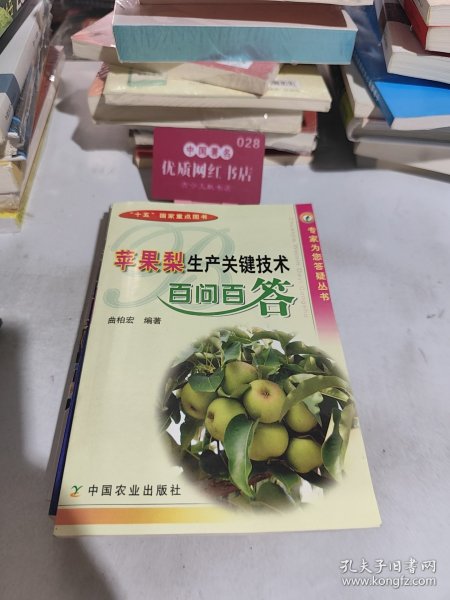 028
中国著名
优质网红书店
"十五"国家重点图书
专家为您答疑丛书
苹果梨生产关键技术
百问百答
曲柏宏 编著
中国农业出版社
孔夫子旧书网
www.kongfz.com